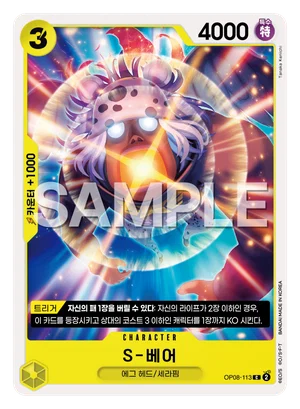 3
4000
특수
特
Tanaka Kenichi
카운터 +1000
SAMPLE
트리거 자신의 패 1장을 버릴 수 있다: 자신의 라이프가 2장 이하인 경우,
이 카드를 등장시키고 상대의 코스트 3 이하인 캐릭터를 1장까지 KO 시킨다.
CHARACTER
S-베어
에그 헤드/세라핌
OP08-113 C 2
BANDAI MADE IN KOREA